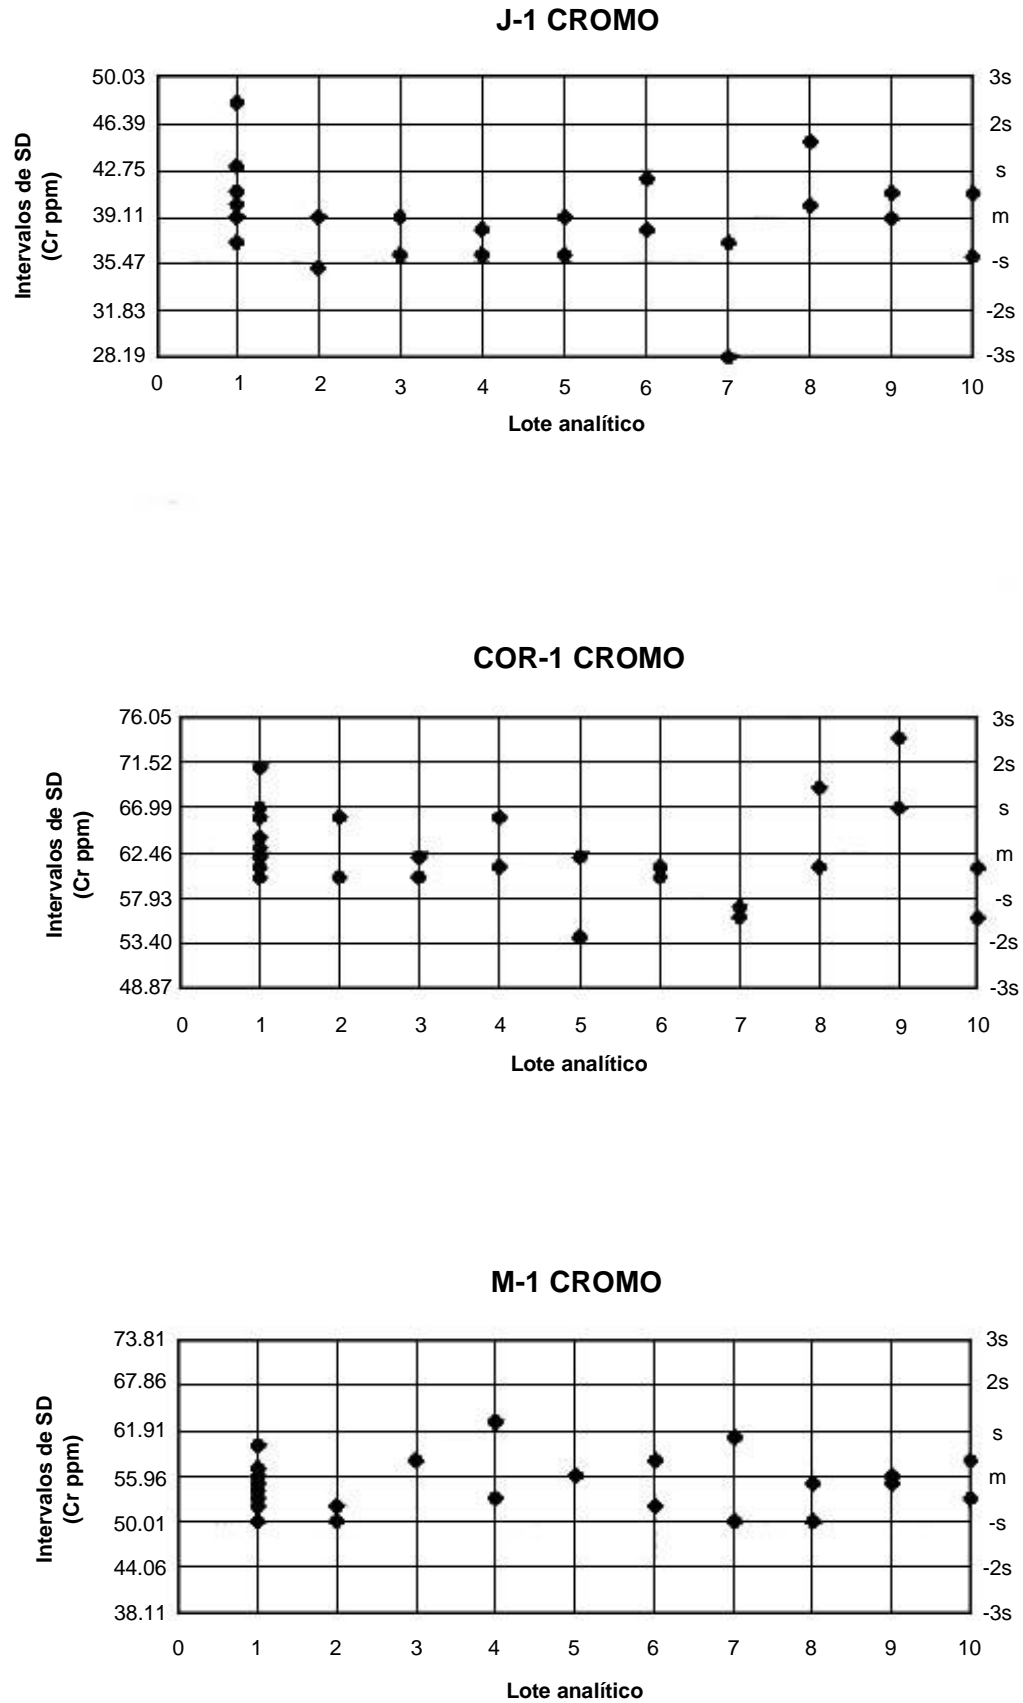 J-1 CROMO
Intervalos de SD
(Cr ppm)
50.03 3s
46.39 2s
42.75 s
39.11 m
35.47 -s
31.83 -2s
28.19 -3s
0 1 2 3 4 5 6 7 8 9 10
Lote analítico
COR-1 CROMO
Intervalos de SD
(Cr ppm)
76.05 3s
71.52 2s
66.99 s
62.46 m
57.93 -s
53.40 -2s
48.87 -3s
0 1 2 3 4 5 6 7 8 9 10
Lote analítico
M-1 CROMO
Intervalos de SD
(Cr ppm)
73.81 3s
67.86 2s
61.91 s
55.96 m
50.01 -s
44.06 -2s
38.11 -3s
0 1 2 3 4 5 6 7 8 9 10
Lote analítico